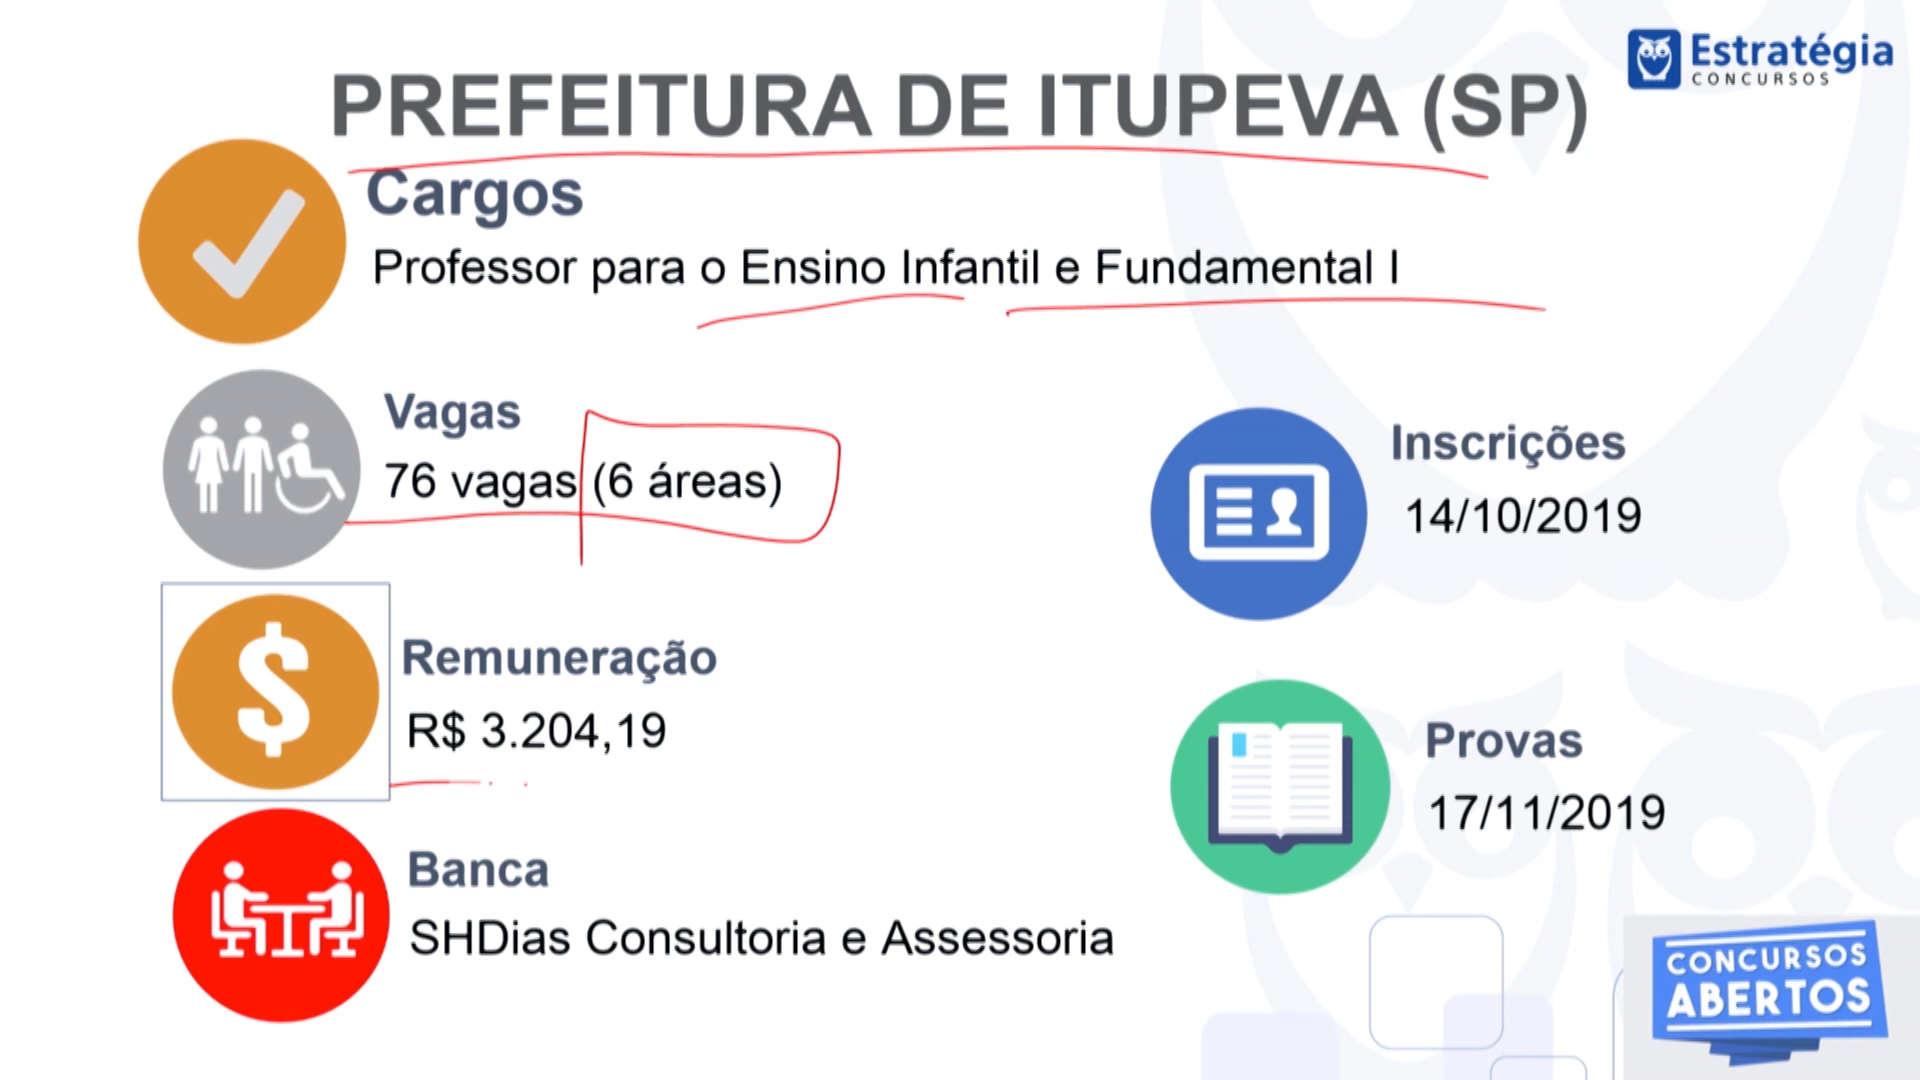 Estratégia
CONCURSOS
PREFEITURA DE ITUPEVA (SP)
Cargos
Professor para o Ensino Infantil e Fundamental I
Vagas
76 vagas (6 áreas)
Inscrições
14/10/2019
Remuneração
R$ 3.204,19
Provas
17/11/2019
Banca
SHDias Consultoria e Assessoria
CONCURSOS
ABERTOS